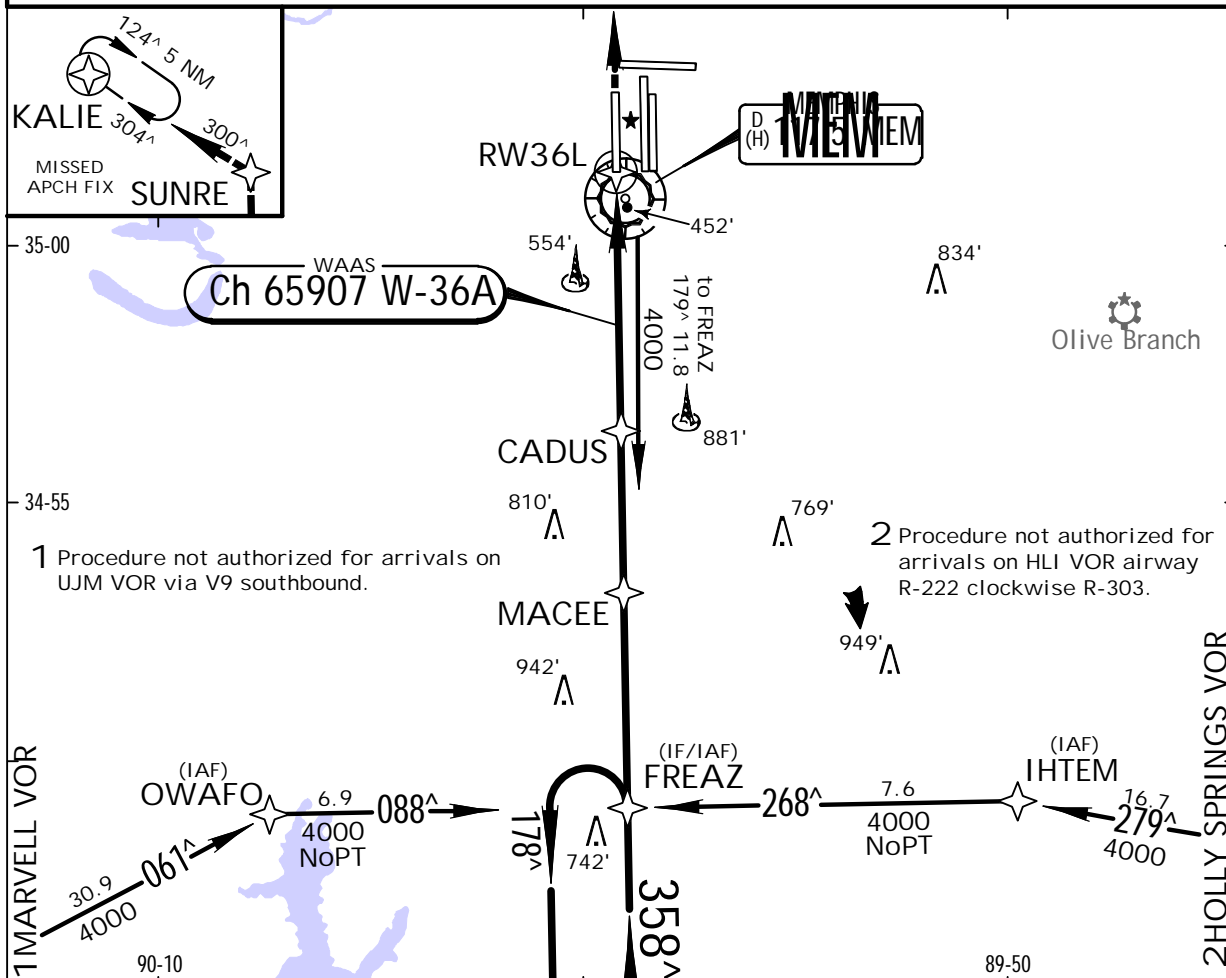 124^ 5 NM
KALIE
304^
300^
MISSED
APCH FIX
SUNRE
RW36L
D
(H)
MEMPHIS
MEM
MEM
452'
35-00
554'
834'
WAAS
Ch 65907 W-36A
to FREAZ
179^ 11.8
4000
Olive Branch
881'
CADUS
34-55
810'
769'
1 Procedure not authorized for arrivals on
UJM VOR via V9 southbound.
2 Procedure not authorized for
arrivals on HLI VOR airway
R-222 clockwise R-303.
MACEE
949'
942'
1MARVELL VOR
(IAF)
OWAFO
6.9
088^
4000
NoPT
061^
30.9
4000
178^
742'
(IF/IAF)
FREAZ
268^
7.6
4000
NoPT
(IAF)
IHTEM
16.7
279^
4000
2HOLLY SPRINGS VOR
358^
90-10
89-50